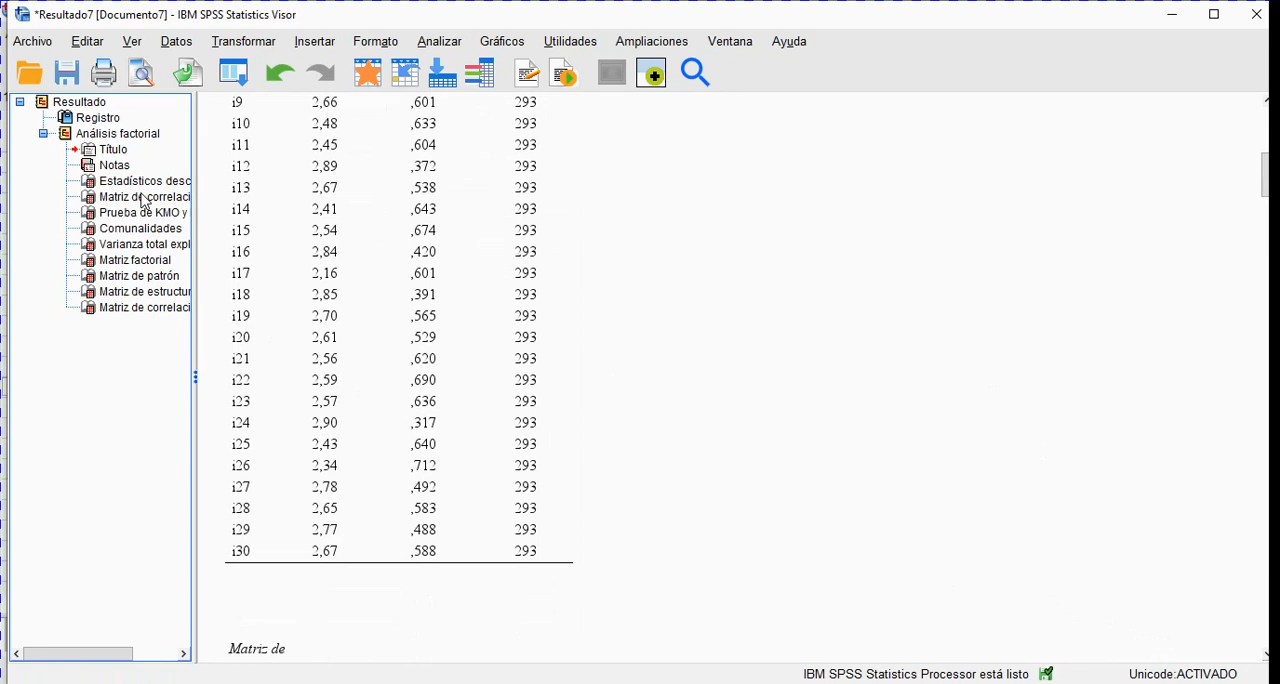 *Resultado7 [Documento7] - IBM SPSS Statistics Visor
Archivo Editar Ver Datos Transformar Insertar Formato Analizar Gráficos Utilidades Ampliaciones Ventana Ayuda
Resultado
Registro
Análisis factorial
Título
Notas
Estadísticos desc
Matriz de correlaci
Prueba de KMO y
Comunalidades
Varianza total expl
Matriz factorial
Matriz de patrón
Matriz de estructur
Matriz de correlaci
i9 2,66 ,601 293
i10 2,48 ,633 293
i11 2,45 ,604 293
i12 2,89 ,372 293
i13 2,67 ,538 293
i14 2,41 ,643 293
i15 2,54 ,674 293
i16 2,84 ,420 293
i17 2,16 ,601 293
i18 2,85 ,391 293
i19 2,70 ,565 293
i20 2,61 ,529 293
i21 2,56 ,620 293
i22 2,59 ,690 293
i23 2,57 ,636 293
i24 2,90 ,317 293
i25 2,43 ,640 293
i26 2,34 ,712 293
i27 2,78 ,492 293
i28 2,65 ,583 293
i29 2,77 ,488 293
i30 2,67 ,588 293
Matriz de
IBM SPSS Statistics Processor está listo Unicode:ACTIVADO